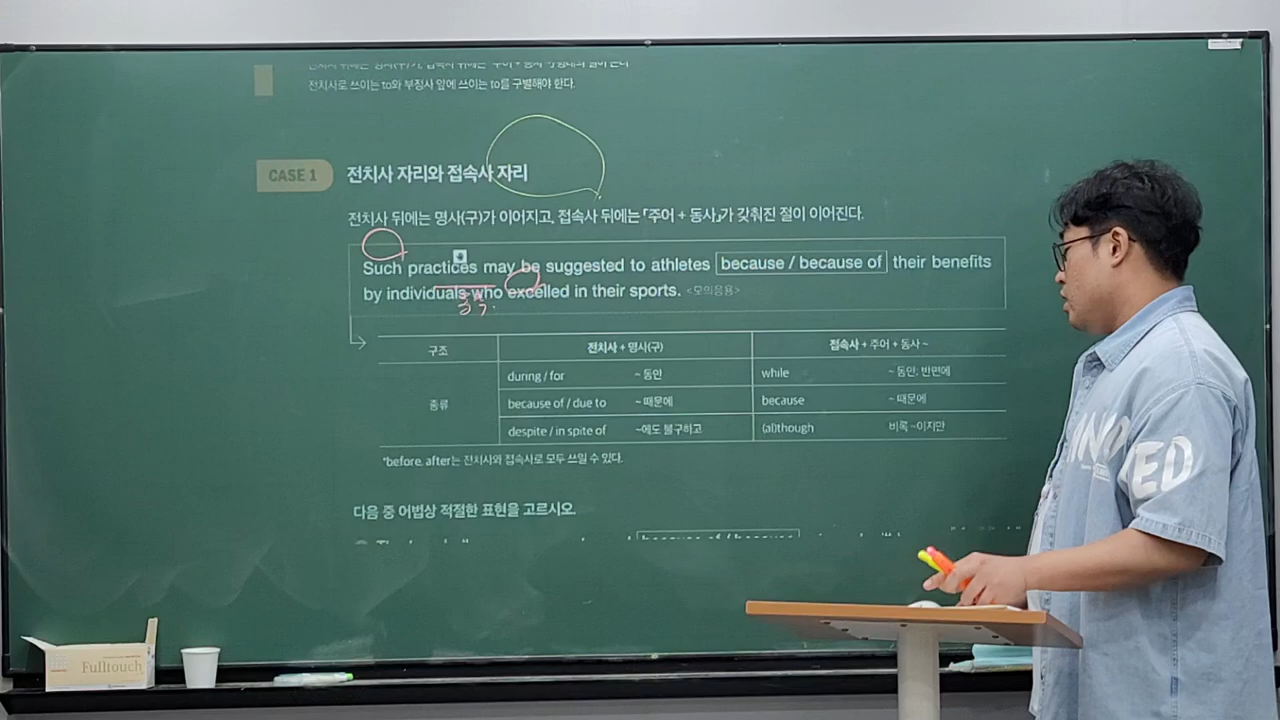 전치사로 쓰이는 to와 부정사 앞에 쓰이는 to를 구별해야 한다.
CASE 1 전치사 자리와 접속사 자리
전치사 뒤에는 명사(구)가 이어지고, 접속사 뒤에는 「주어 + 동사」가 갖춰진 절이 이어진다.
Such practices may be suggested to athletes because / because of their benefits
by individuals who excelled in their sports. <모의응용>
구조 전치사 + 명사(구) 접속사 + 주어 + 동사 ~
종류 during / for ~ 동안 while ~ 동안; 반면에
because of / due to ~ 때문에 because ~ 때문에
despite / in spite of ~에도 불구하고 (al)though 비록 ~이지만
*before, after는 전치사와 접속사로 모두 쓰일 수 있다.
다음 중 어법상 적절한 표현을 고르시오.
because of / because
Fulltouch